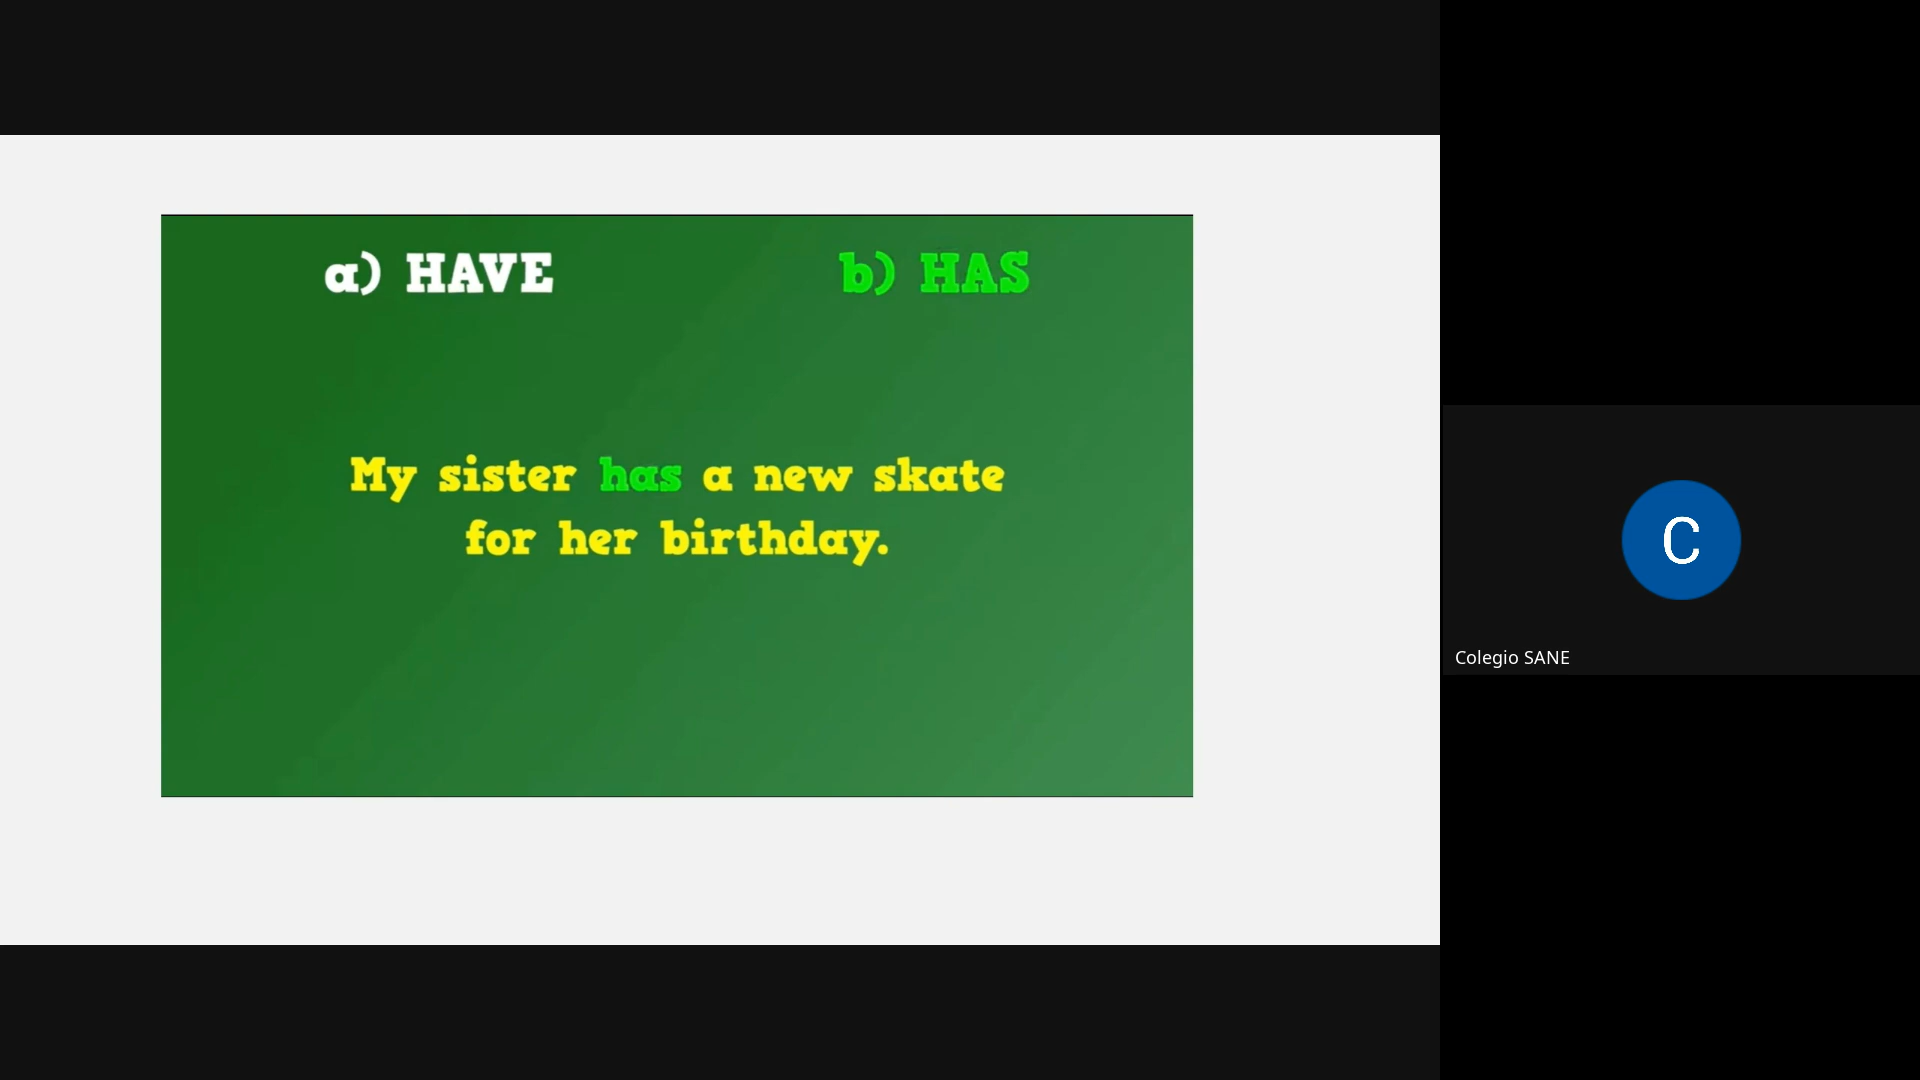 a) HAVE
b) HAS
My sister has a new skate
for her birthday.
C
Colegio SANE